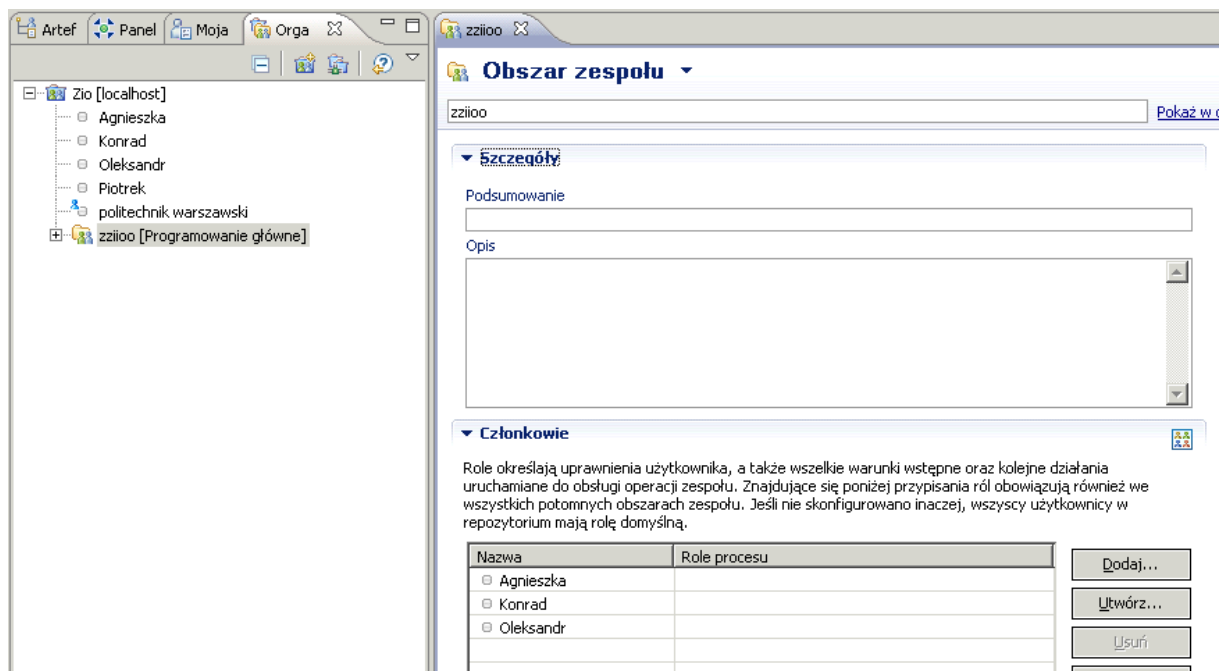 Artef
Panel
Moja
Orga
Zio [localhost]
Agnieszka
Konrad
Oleksandr
Piotrek
politechnik warszawski
zziioo [Programowanie główne]
zziioo
Obszar zespołu
zziioo
Pokaż w
Szczegóły
Podsumowanie
Opis
Członkowie
Role określają uprawnienia użytkownika, a także wszelkie warunki wstępne oraz kolejne działania
uruchamiane do obsługi operacji zespołu. Znajdujące się poniżej przypisania ról obowiązują również we
wszystkich potomnych obszarach zespołu. Jeśli nie skonfigurowano inaczej, wszyscy użytkownicy w
repozytorium mają rolę domyślną.
Nazwa Role procesu
Agnieszka
Konrad
Oleksandr
Dodaj...
Utwórz...
Usuń